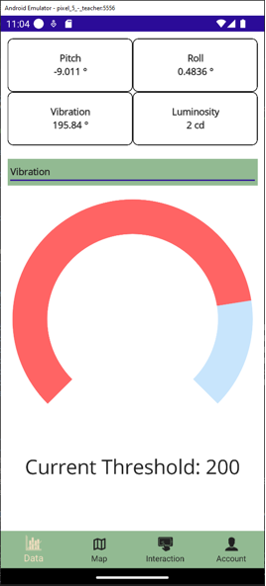 Android Emulator - pixel_5_-_teacher:5556
11:04
Pitch
-9.011 °
Roll
0.4836 °
Vibration
195.84 °
Luminosity
2 cd
Vibration
Current Threshold: 200
Data
Map
Interaction
Account